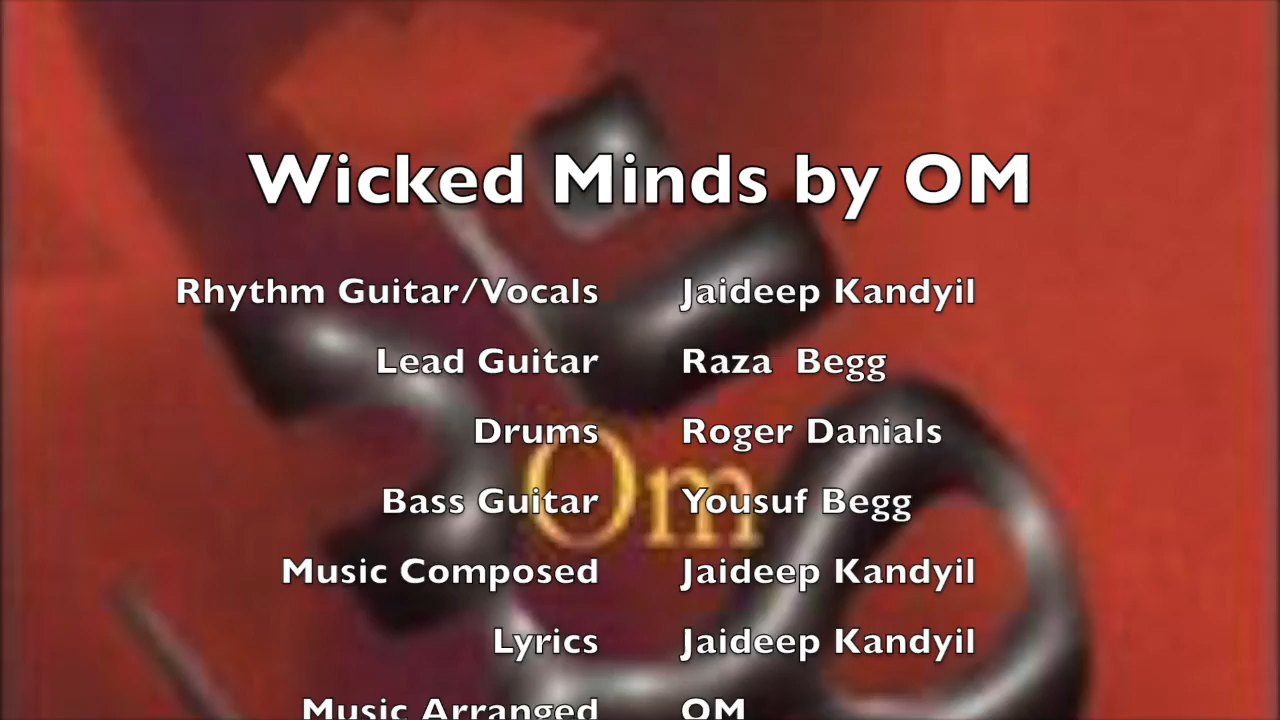 Wicked Minds by OM
Rhythm Guitar/Vocals Jaideep Kandyil
Lead Guitar Raza Begg
Drums Roger Danials
Om
Bass Guitar Yousuf Begg
Music Composed Jaideep Kandyil
Lyrics Jaideep Kandyil
Music Arranged OM